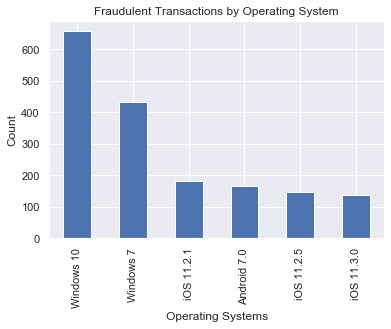 Fraudulent Transactions by Operating System
600
500
400
300
200
100
0
Count
Windows 10
Windows 7
iOS 11.2.1
Android 7.0
iOS 11.2.5
iOS 11.3.0
Operating Systems